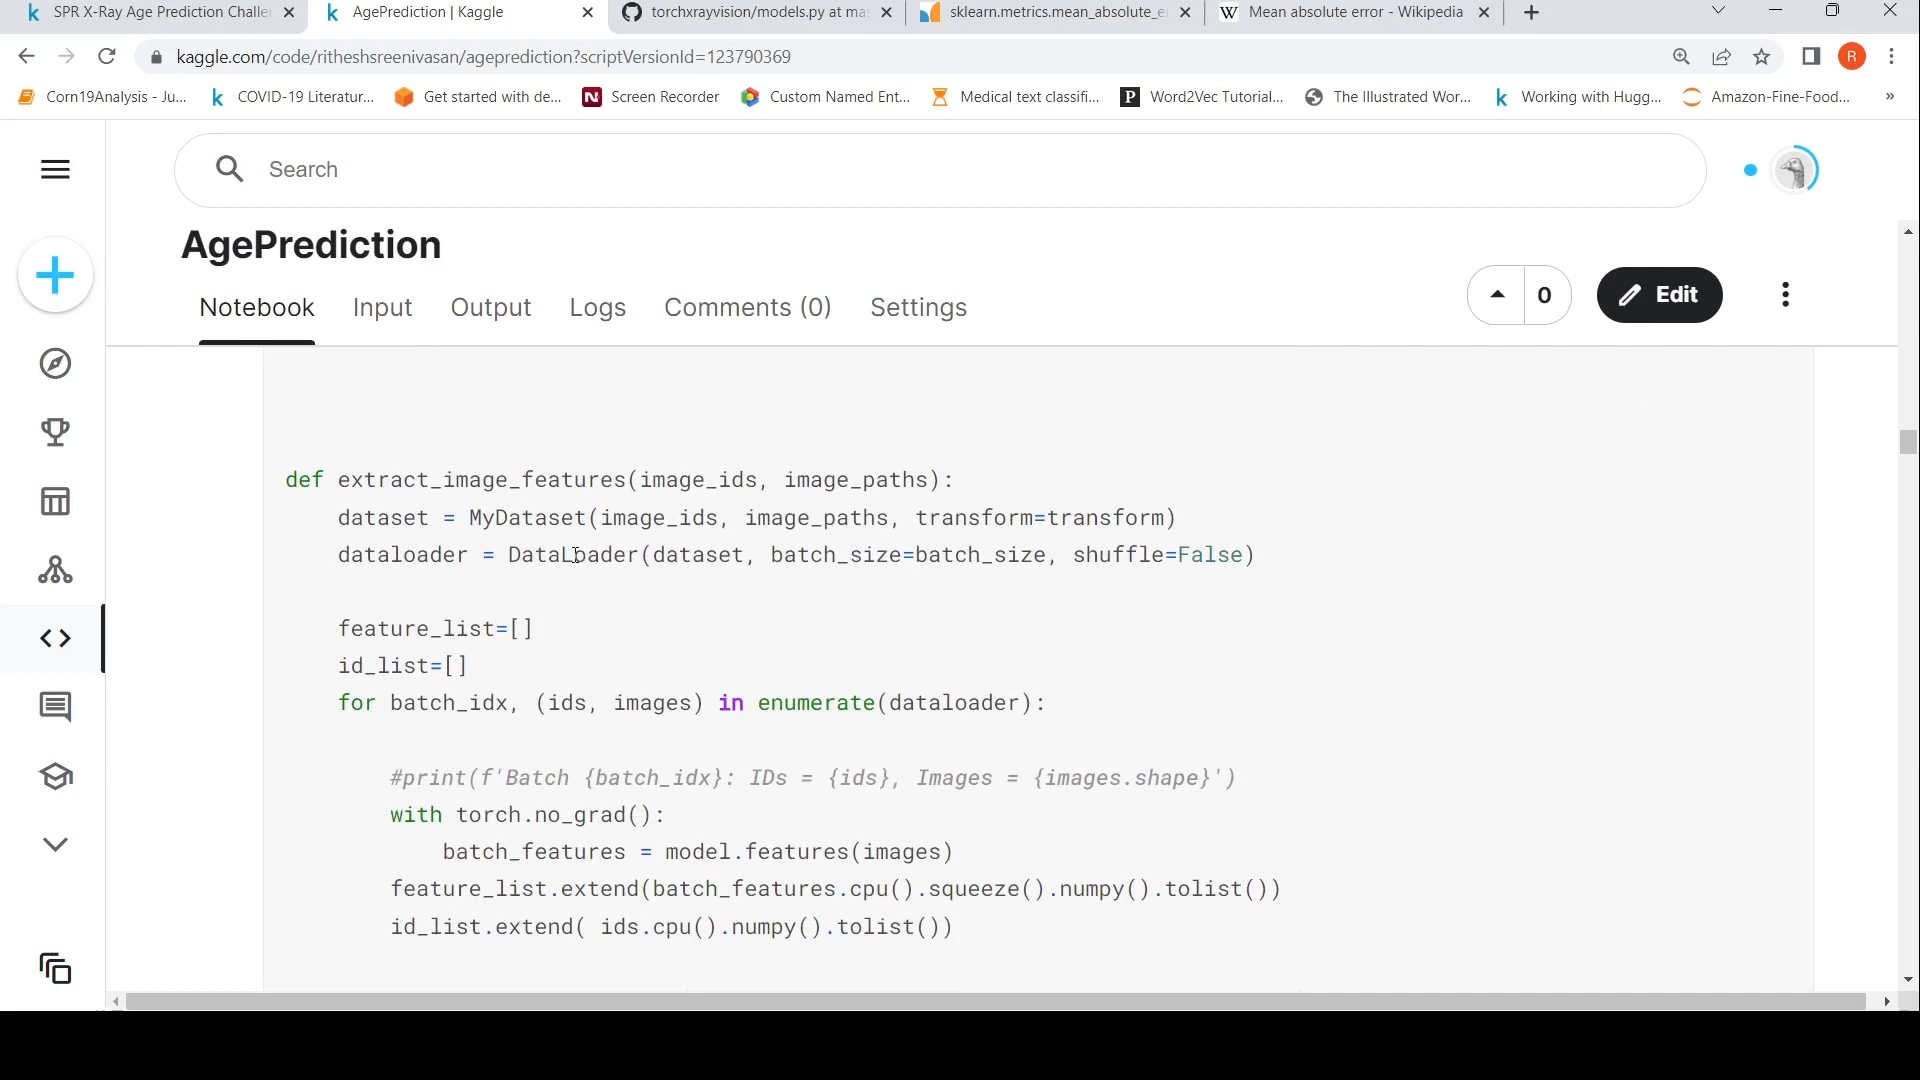 SPR X-Ray Age Prediction Challe
AgePrediction | Kaggle
torchxrayvision/models.py at ma
sklearn.metrics.mean_absolute_e
Mean absolute error - Wikipedia
kaggle.com/code/ritheshsreenivasan/ageprediction?scriptVersionId=123790369
R
Corn19Analysis - Ju...
COVID-19 Literatur...
Get started with de...
Screen Recorder
Custom Named Ent...
Medical text classifi...
Word2Vec Tutorial...
The Illustrated Wor...
Working with Hugg...
Amazon-Fine-Food...
»
Search
AgePrediction
Notebook Input Output Logs Comments (0) Settings
0
Edit
def extract_image_features(image_ids, image_paths):
dataset = MyDataset(image_ids, image_paths, transform=transform)
dataloader = DataLoader(dataset, batch_size=batch_size, shuffle=False)
feature_list=[]
id_list=[]
for batch_idx, (ids, images) in enumerate(dataloader):
#print(f'Batch {batch_idx}: IDs = {ids}, Images = {images.shape}')
with torch.no_grad():
batch_features = model.features(images)
feature_list.extend(batch_features.cpu().squeeze().numpy().tolist())
id_list.extend( ids.cpu().numpy().tolist())